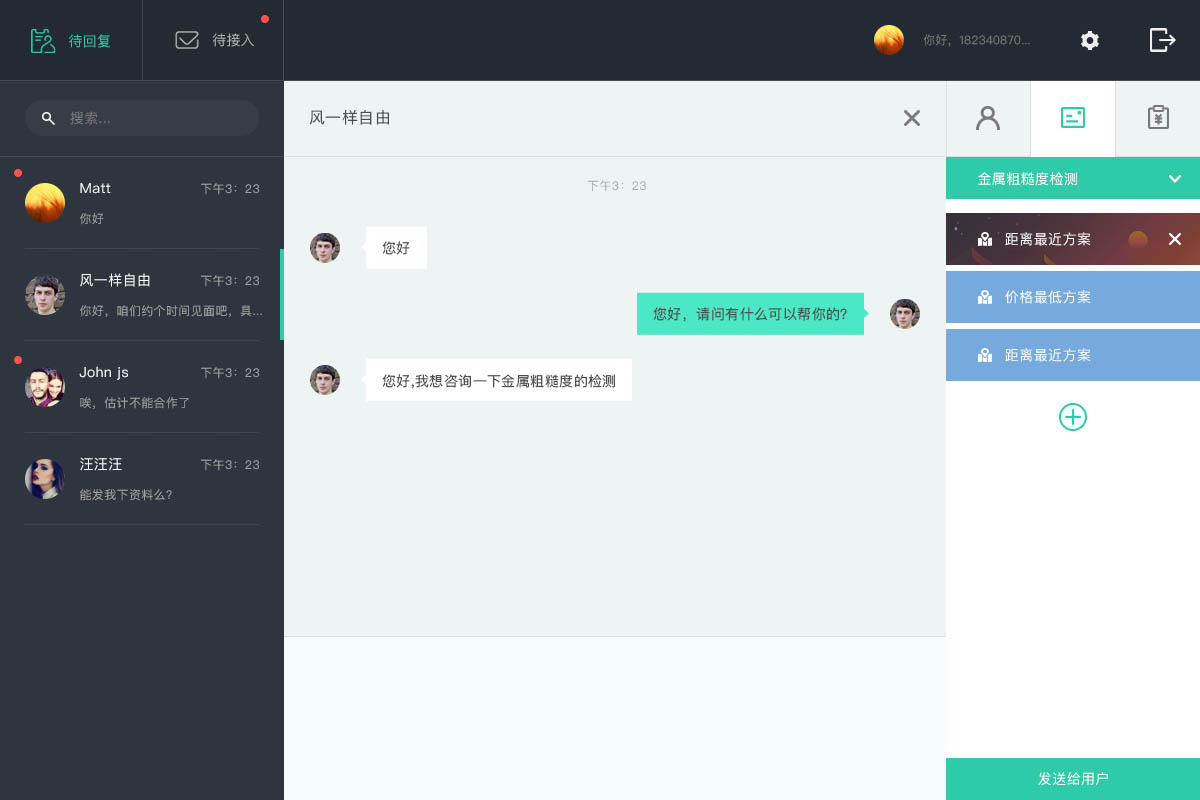 待回复
待接入
你好，182340870...
搜索...
Matt
下午3：23
你好
风一样自由
下午3：23
你好，咱们约个时间见面吧，具...
John js
下午3：23
唉，估计不能合作了
汪汪汪
下午3：23
能发我下资料么?
风一样自由
下午3：23
您好
您好，请问有什么可以帮你的?
您好,我想咨询一下金属粗糙度的检测
金属粗糙度检测
距离最近方案
价格最低方案
距离最近方案
发送给用户